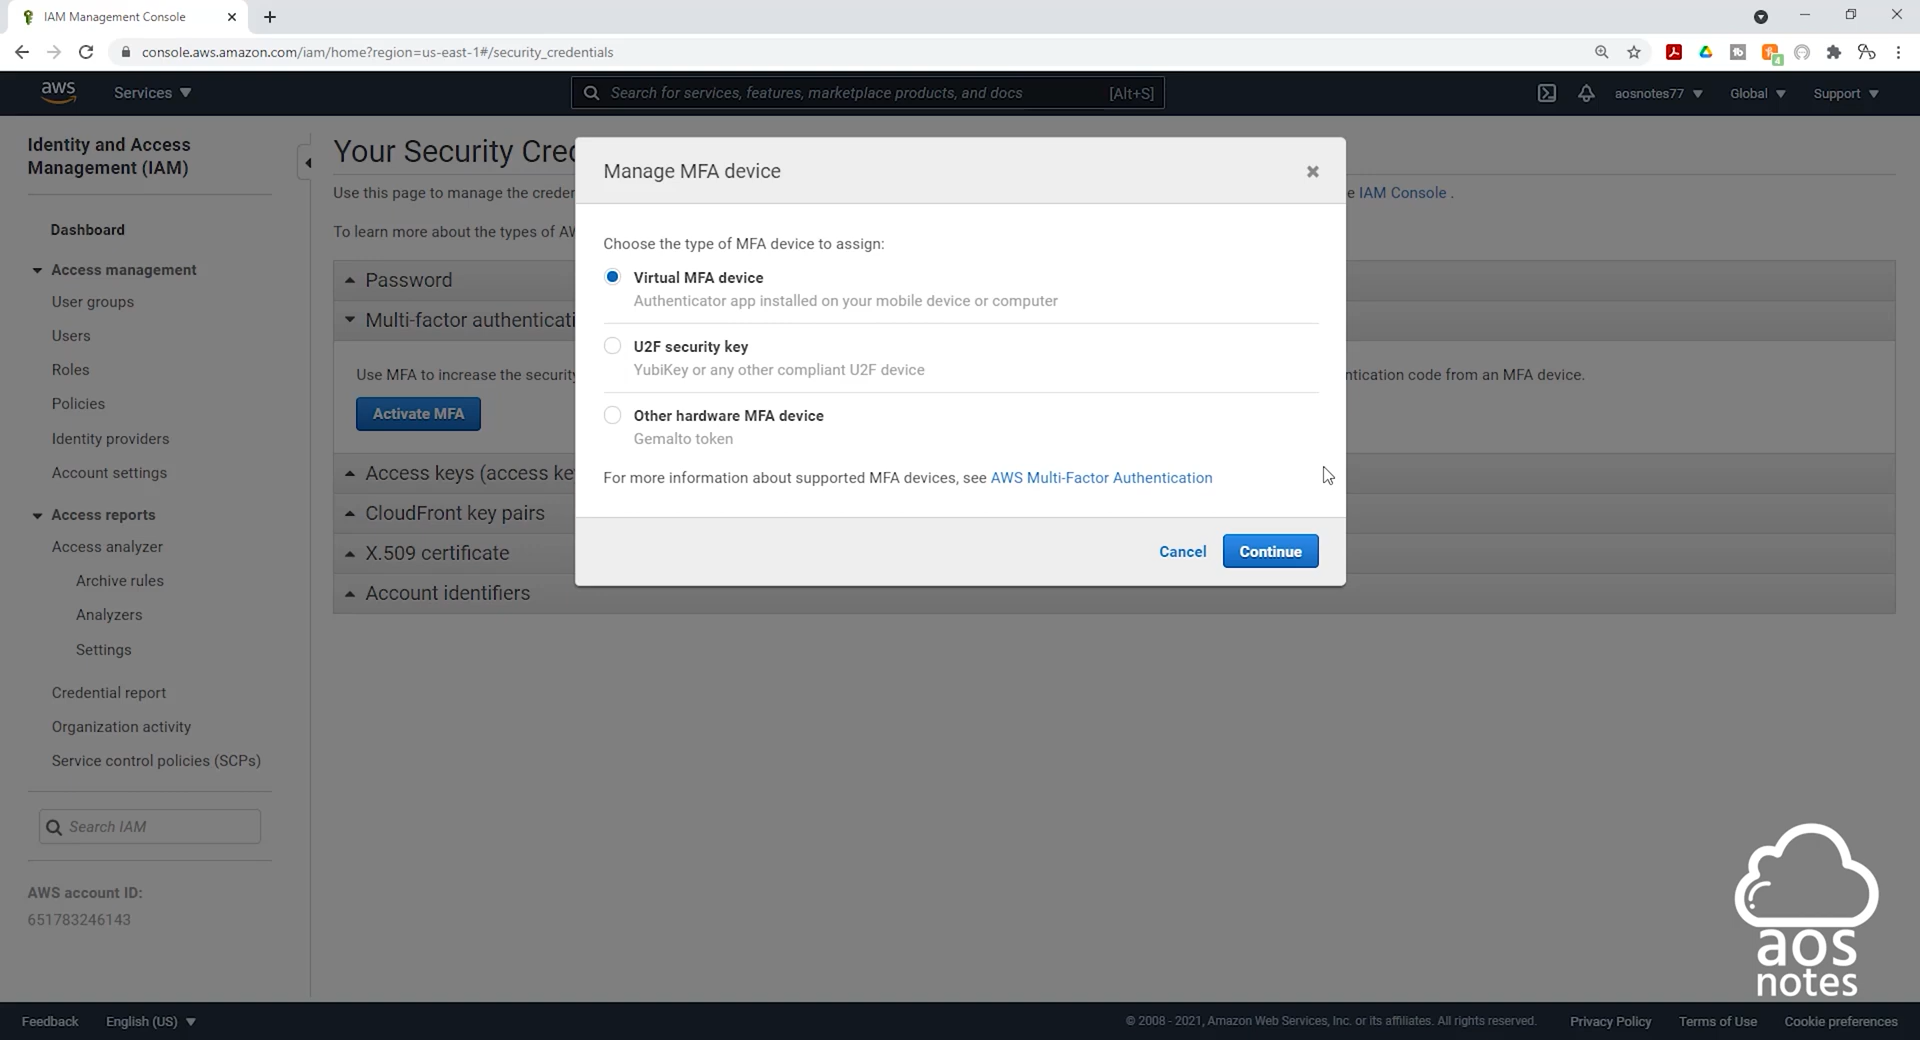 IAM Management Console
console.aws.amazon.com/iam/home?region=us-east-1#/security_credentials
4
aws
Services
Search for services, features, marketplace products, and docs
[Alt+S]
aosnotes77
Global
Support
Identity and Access
Management (IAM)
Dashboard
Access management
User groups
Users
Roles
Policies
Identity providers
Account settings
Access reports
Access analyzer
Archive rules
Analyzers
Settings
Credential report
Organization activity
Service control policies (SCPs)
Search IAM
AWS account ID:
651783246143
Your Security Cre
Use this page to manage the creder
e IAM Console .
To learn more about the types of AW
Password
Multi-factor authenticati
Use MFA to increase the security
ntication code from an MFA device.
Activate MFA
Access keys (access ke
CloudFront key pairs
X.509 certificate
Account identifiers
Manage MFA device
Choose the type of MFA device to assign:
Virtual MFA device
Authenticator app installed on your mobile device or computer
U2F security key
YubiKey or any other compliant U2F device
Other hardware MFA device
Gemalto token
For more information about supported MFA devices, see AWS Multi-Factor Authentication
Cancel
Continue
aos
notes
Feedback
English (US)
© 2008 - 2021, Amazon Web Services, Inc. or its affiliates. All rights reserved.
Privacy Policy
Terms of Use
Cookie preferences